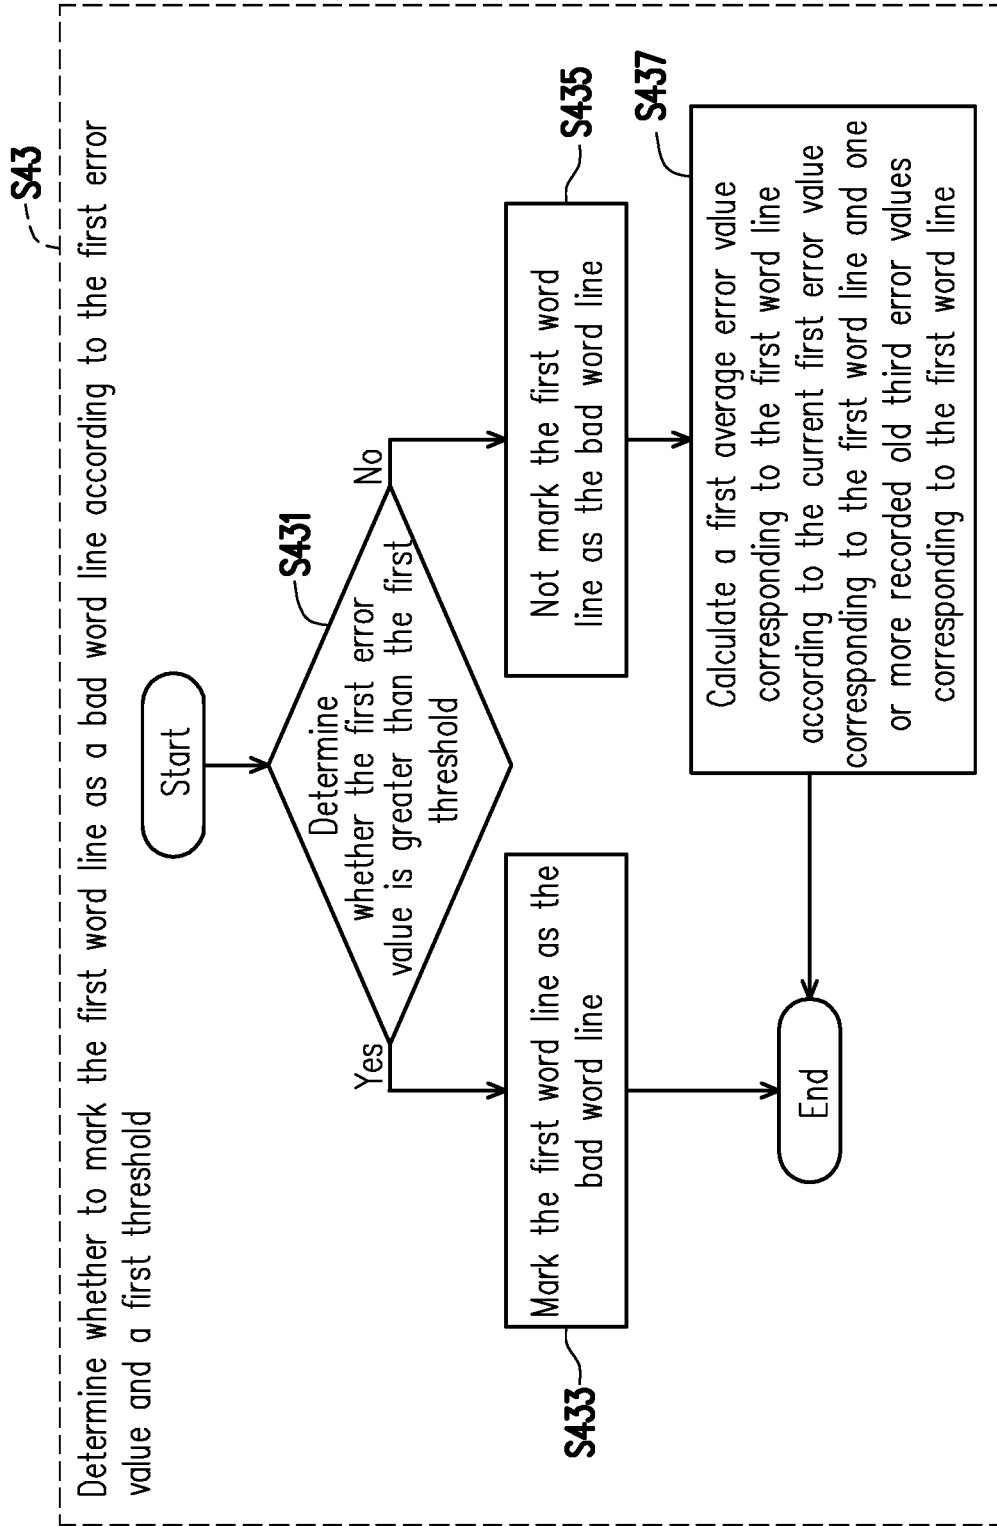 S43
Determine whether to mark the first word line as a bad word line according to the first error
value and a first threshold
Start
S431
Determine
whether the first error
value is greater than the first
threshold
Yes
No
S433
Mark the first word line as the
bad word line
S435
Not mark the first word
line as the bad word line
S437
Calculate a first average error value
corresponding to the first word line
according to the current first error value
corresponding to the first word line and one
or more recorded old third error values
corresponding to the first word line
End